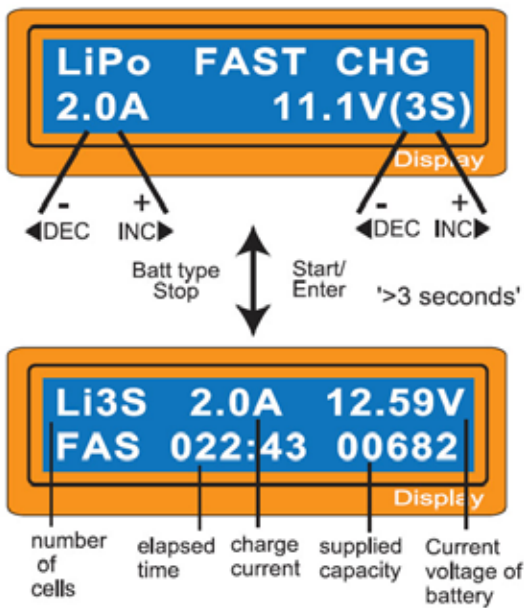 LiPo FAST CHG
2.0A 11.1V(3S)
Display
- + - +
◀DEC INC▶ ◀DEC INC▶
Batt type Start/
Stop Enter '>3 seconds'
Li3S 2.0A 12.59V
FAS 022:43 00682
Display
number elapsed charge supplied Current
of time current capacity voltage of
cells battery